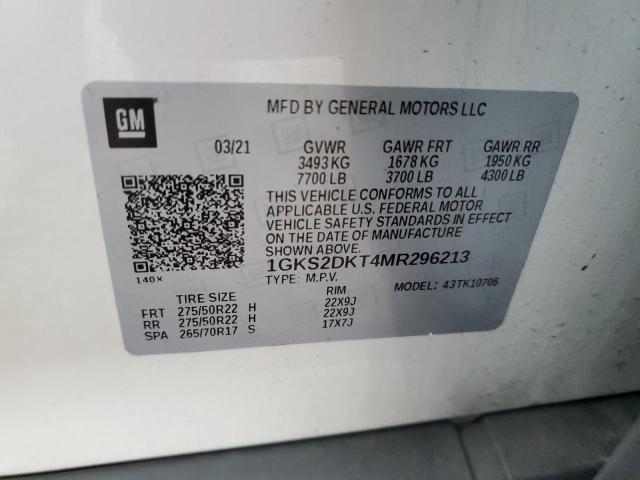 GM
MFD BY GENERAL MOTORS LLC
03/21 GVWR GAWR FRT GAWR RR
3493 KG 1678 KG 1950 KG
7700 LB 3700 LB 4300 LB
THIS VEHICLE CONFORMS TO ALL
APPLICABLE U.S. FEDERAL MOTOR
VEHICLE SAFETY STANDARDS IN EFFECT
ON THE DATE OF MANUFACTURE
SHOWN ABOVE.
1GKS2DKT4MR296213
140X TYPE: M.P.V. MODEL: 43TK10706
TIRE SIZE RIM
FRT 275/50R22 H 22X9J
RR 275/50R22 H 22X9J
SPA 265/70R17 S 17X7J